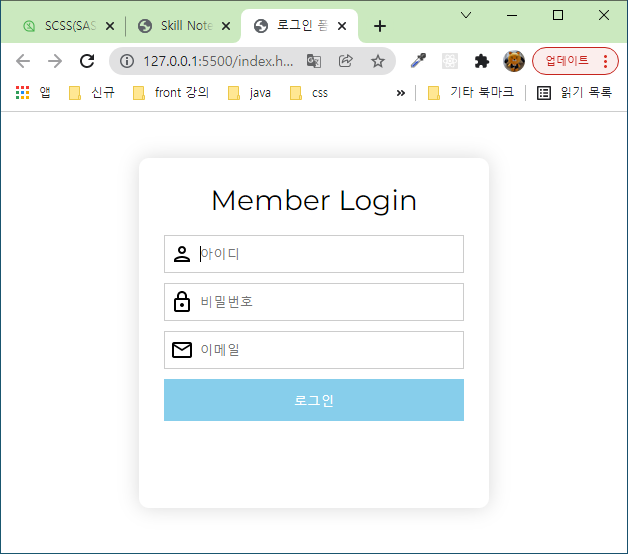 SCSS(SAS
Skill Note
로그인 폼
127.0.0.1:5500/index.h...
업데이트
앱
신규
front 강의
java
css
»
기타 북마크
읽기 목록
Member Login
아이디
비밀번호
이메일
로그인